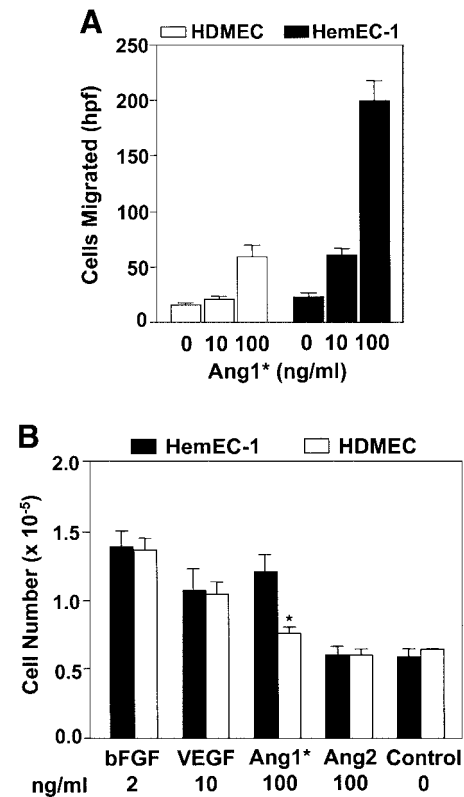 A
HDMEC HemEC-1
250
200
150
100
50
0
Cells Migrated (hpf)
0 10 100 0 10 100
Ang1* (ng/ml)
B
HemEC-1 HDMEC
2.0
1.5
1.0
0.5
0.0
Cell Number (x 10-5)
*
bFGF VEGF Ang1* Ang2 Control
ng/ml 2 10 100 100 0